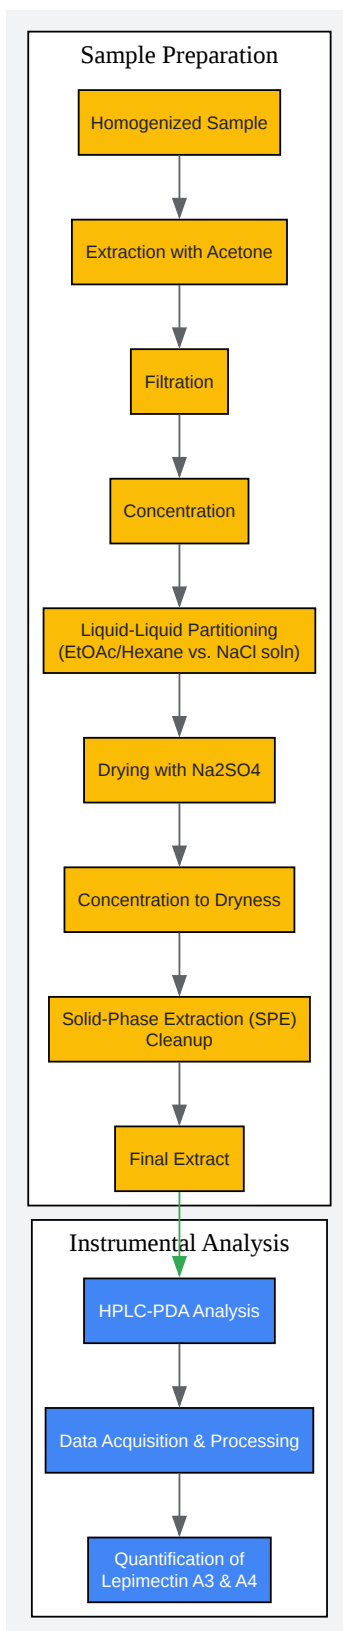 Sample Preparation
Homogenized Sample
Extraction with Acetone
Filtration
Concentration
Liquid-Liquid Partitioning
(EtOAc/Hexane vs. NaCl soln)
Drying with Na2SO4
Concentration to Dryness
Solid-Phase Extraction (SPE)
Cleanup
Final Extract
Instrumental Analysis
HPLC-PDA Analysis
Data Acquisition & Processing
Quantification of
Lepimectin A3 & A4